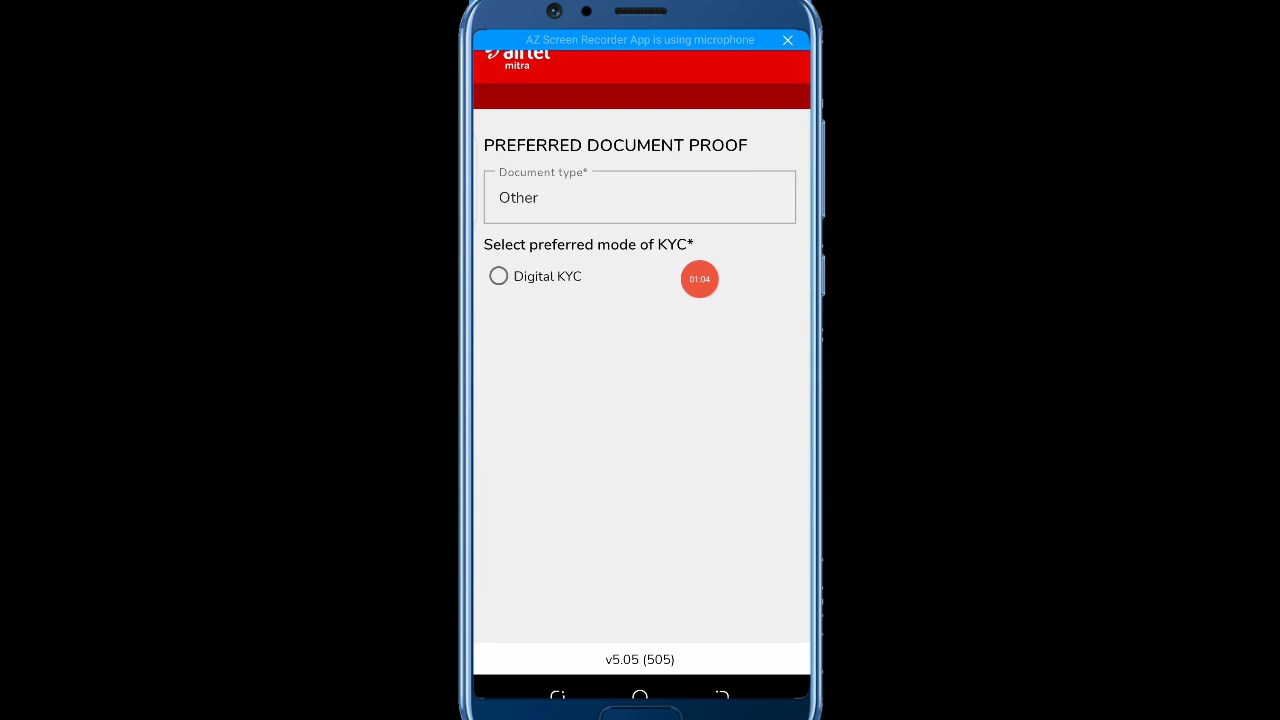 AZ Screen Recorder App is using microphone
airtel
mitra
PREFERRED DOCUMENT PROOF
Document type*
Other
Select preferred mode of KYC*
Digital KYC
01:04
v5.05 (505)